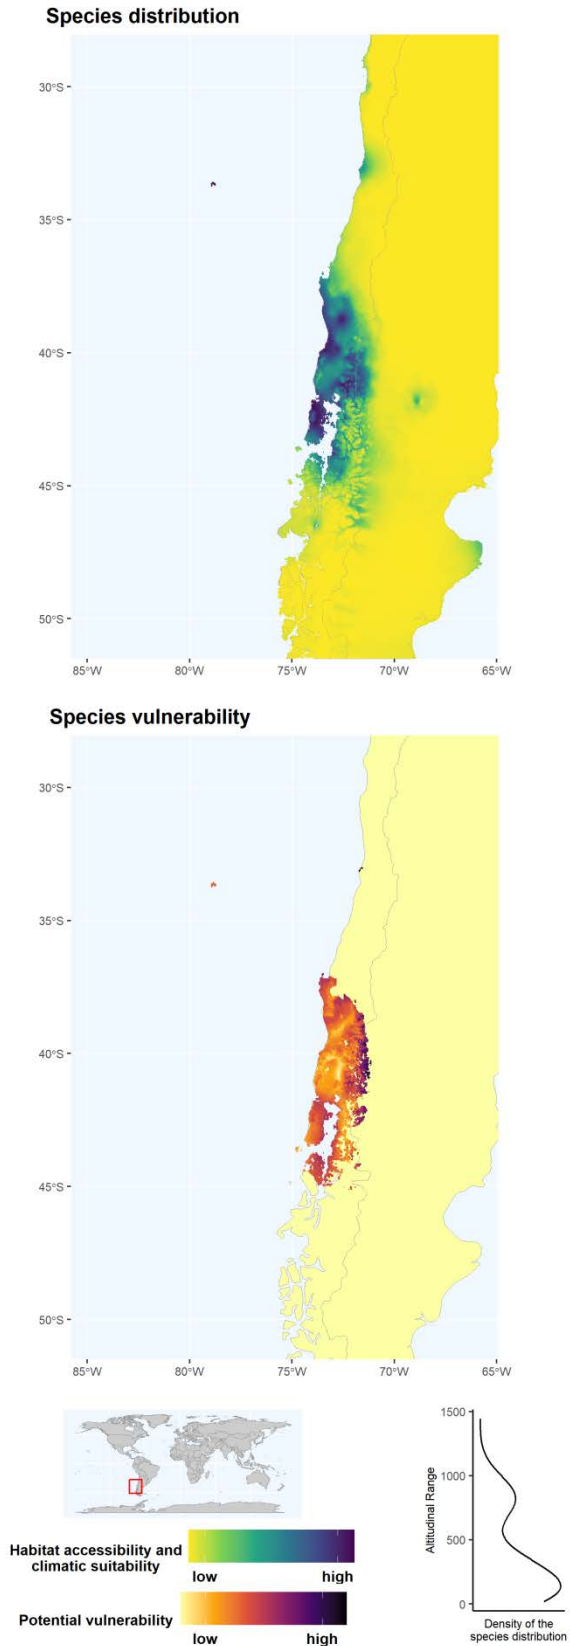 Species distribution
30°S
35°S
40°S
45°S
50°S
85°W 80°W 75°W 70°W 65°W
Species vulnerability
30°S
35°S
40°S
45°S
50°S
85°W 80°W 75°W 70°W 65°W
Habitat accessibility and
climatic suitability
low high
Potential vulnerability
low high
1500
1000
500
0
Altitudinal Range
Density of the
species distribution